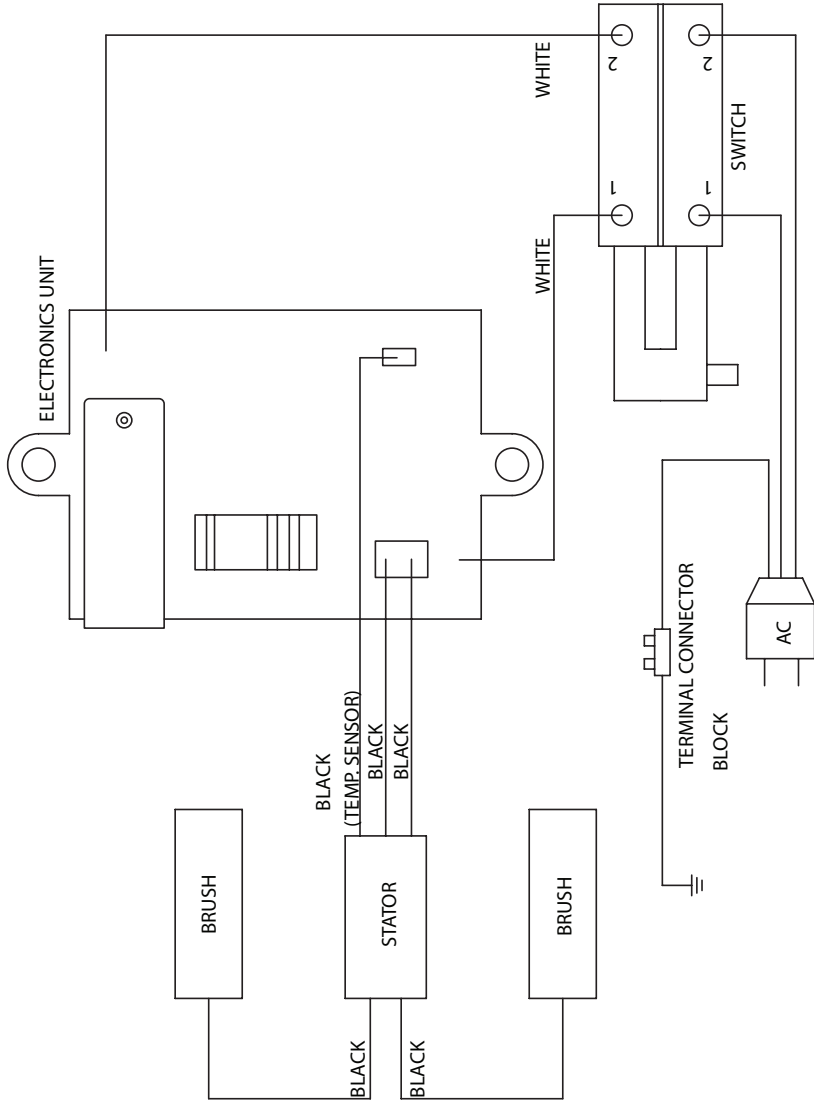 ELECTRONICS UNIT
WHITE
WHITE
2
1
2
1
SWITCH
BLACK
(TEMP. SENSOR)
BLACK
BLACK
BRUSH
STATOR
BRUSH
BLACK
BLACK
TERMINAL CONNECTOR
BLOCK
AC